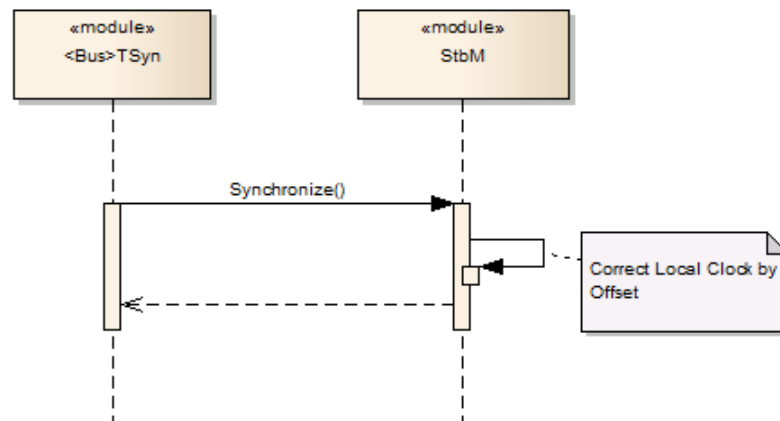 «module»
<Bus>TSyn
«module»
StbM
Synchronize()
Correct Local Clock by
Offset